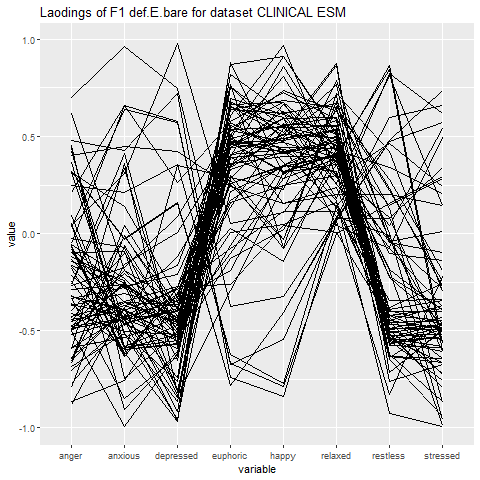 Laodings of F1 def.E.bare for dataset CLINICAL ESM
1.0
0.5
0.0
-0.5
-1.0
value
anger anxious depressed euphoric happy relaxed restless stressed
variable